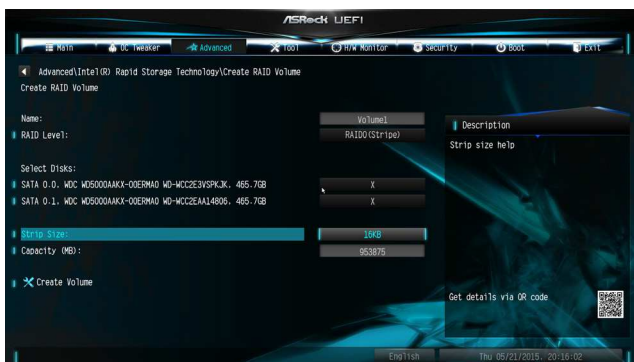 ASRock UEFI
Main OC Tweaker Advanced Tool H/W Monitor Security Boot Exit
Advanced\Intel(R) Rapid Storage Technology\Create RAID Volume
Create RAID Volume
Name: Volume1
RAID Level: RAID0(Stripe)
Select Disks:
SATA 0.0. WDC WD5000AAKX-00ERMA0 WD-WCC2E3VSPKJK. 465.7GB X
SATA 0.1. WDC WD5000AAKX-00ERMA0 WD-WCC2EAA14806. 465.7GB X
Strip Size: 16KB
Capacity (MB): 953875
Create Volume
Description
Strip size help
Get details via QR code
English Thu 05/21/2015. 20:16:02